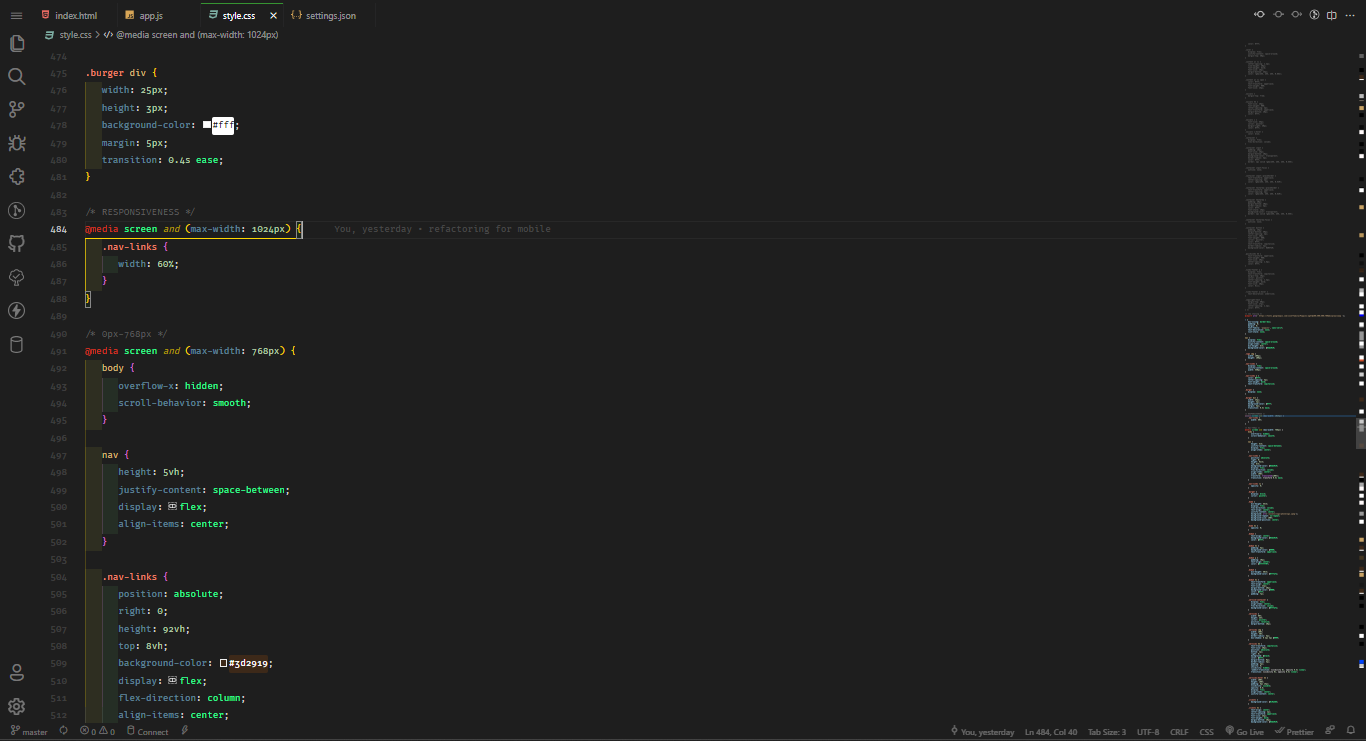 index.html
app.js
style.css
settings.json
style.css > @media screen and (max-width: 1024px)
474
475 .burger div {
476 width: 25px;
477 height: 3px;
478 background-color: #fff;
479 margin: 5px;
480 transition: 0.4s ease;
481 }
482
483 /* RESPONSIVENESS */
484 @media screen and (max-width: 1024px) { You, yesterday • refactoring for mobile
485 .nav-links {
486 width: 60%;
487 }
488 }
489
490 /* 0px-768px */
491 @media screen and (max-width: 768px) {
492 body {
493 overflow-x: hidden;
494 scroll-behavior: smooth;
495 }
496
497 nav {
498 height: 5vh;
499 justify-content: space-between;
500 display: flex;
501 align-items: center;
502 }
503
504 .nav-links {
505 position: absolute;
506 right: 0;
507 height: 92vh;
508 top: 8vh;
509 background-color: #3d2919;
510 display: flex;
511 flex-direction: column;
512 align-items: center;
master 0 0 Connect You, yesterday Ln 484, Col 40 Tab Size: 3 UTF-8 CRLF CSS Go Live Prettier